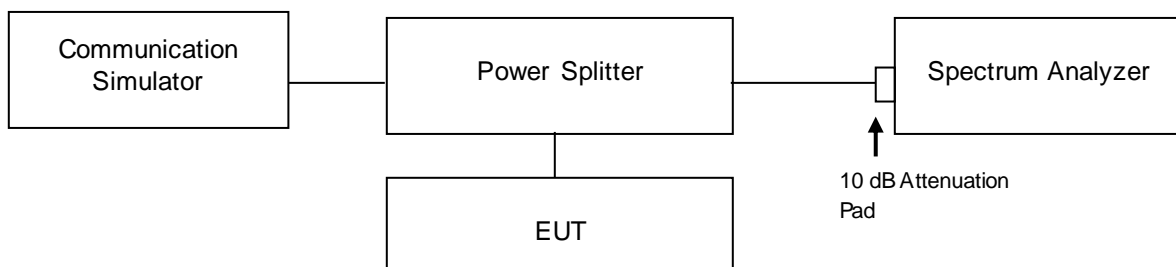 Communication
Simulator
Power Splitter
Spectrum Analyzer
10 dB Attenuation
Pad
EUT